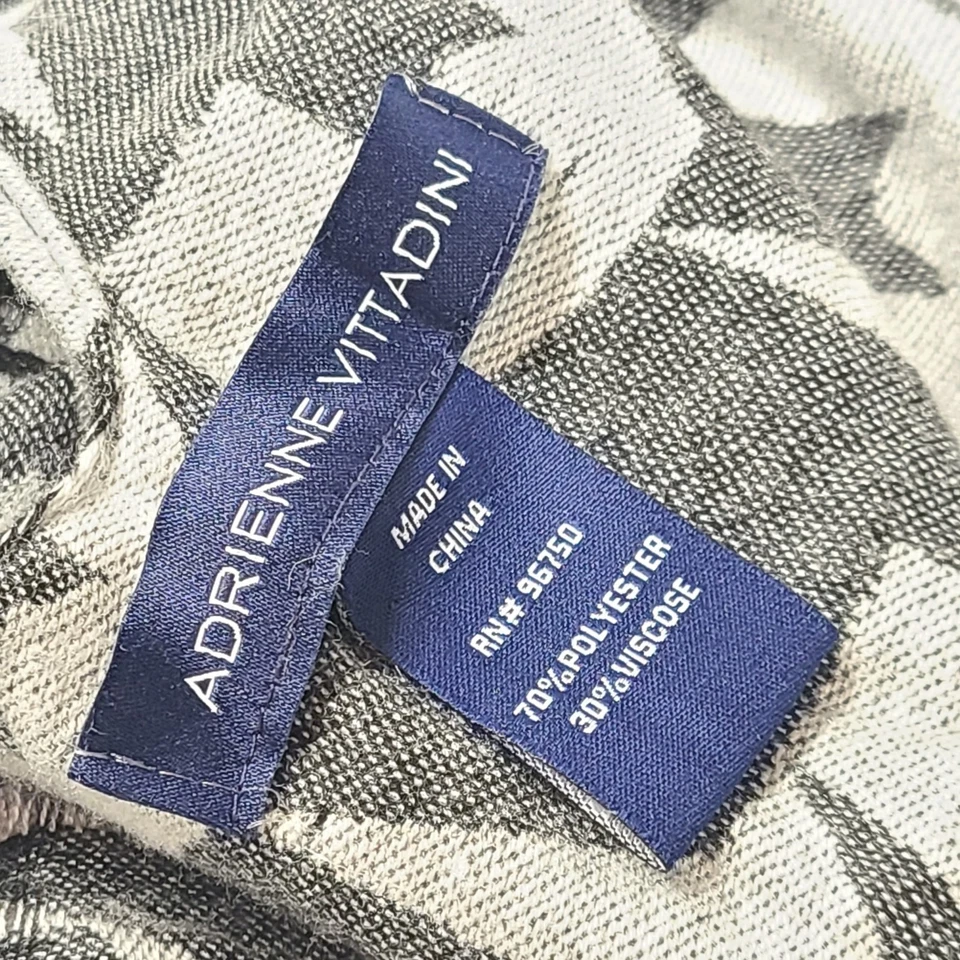 ADRIENNE VITTADINI
MADE IN
CHINA
RN# 96750
70%POLYESTER
30%VISCOSE